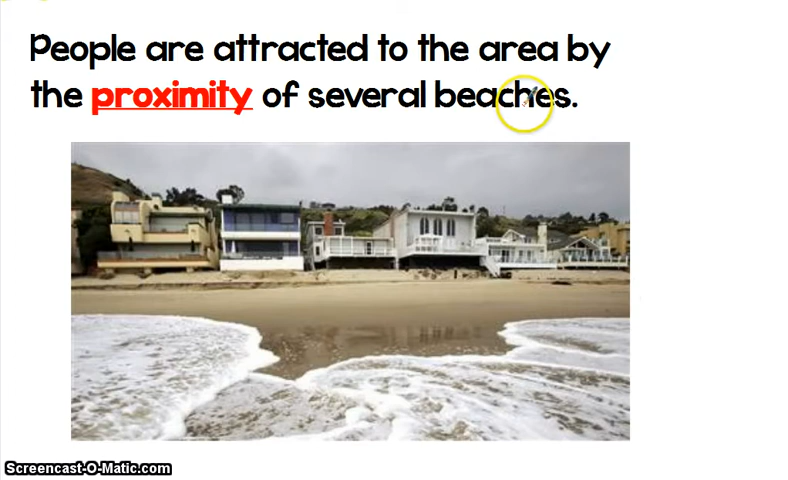 People are attracted to the area by
the proximity of several beaches.
Screencast-O-Matic.com